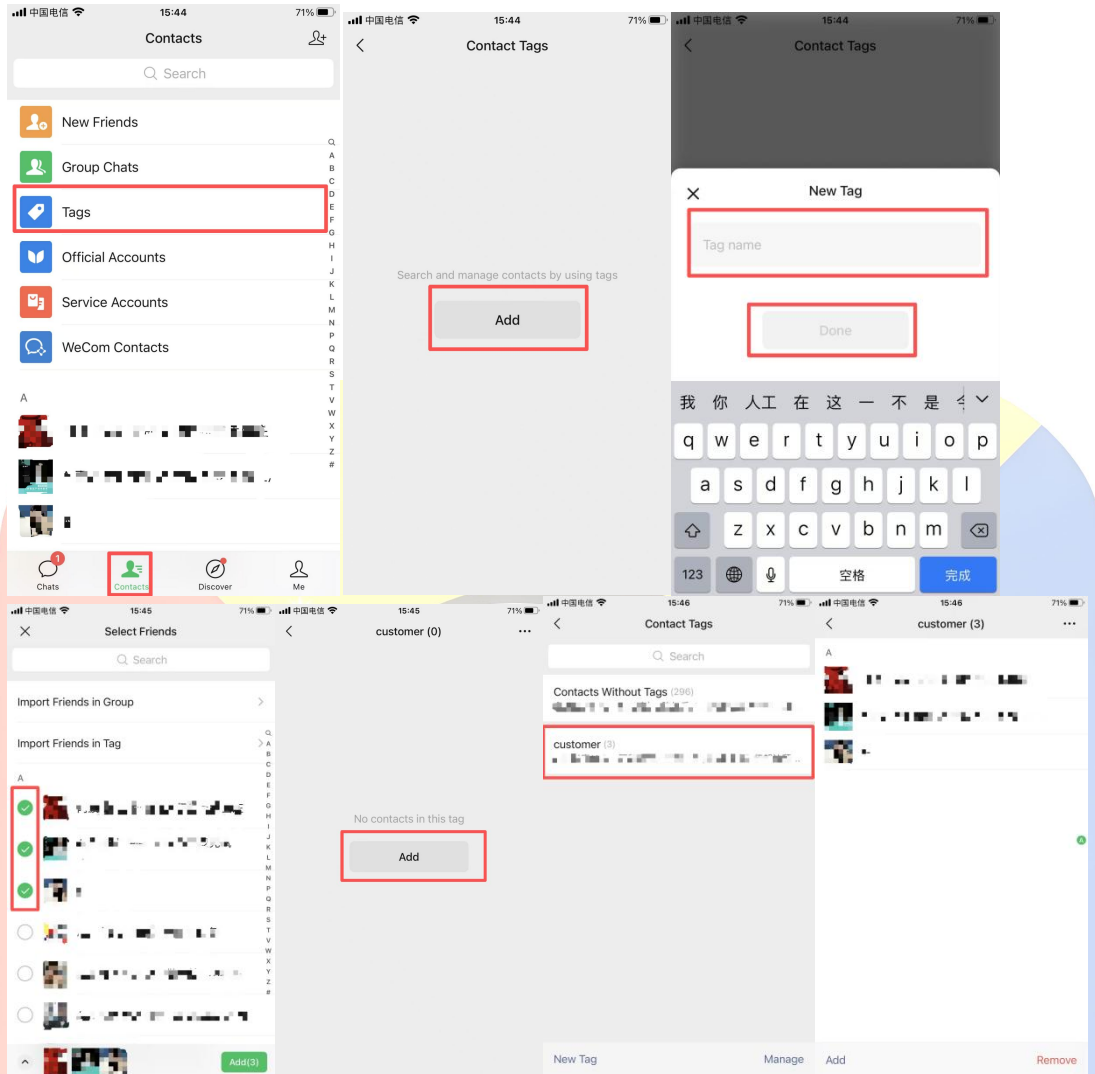 中国电信 15:44 71%
Contacts
Search
New Friends
Group Chats
Tags
Official Accounts
Service Accounts
WeCom Contacts
A
Q
A
B
C
D
E
F
G
H
I
J
K
L
M
N
P
Q
R
S
T
V
W
X
Y
Z
#
1
Chats Contacts Discover Me
中国电信 15:44 71%
Contact Tags
Search and manage contacts by using tags
Add
中国电信 15:44 71%
Contact Tags
New Tag
Tag name
Done
我 你 人工 在 这 一 不 是
q w e r t y u i o p
a s d f g h j k l
z x c v b n m
123 空格 完成
中国电信 15:45 71%
Select Friends
Search
Import Friends in Group
Import Friends in Tag
A
A
B
C
D
E
F
G
H
I
J
K
L
M
N
P
Q
R
S
T
V
W
X
Y
Z
#
Add(3)
中国电信 15:45 71%
customer (0)
No contacts in this tag
Add
中国电信 15:46 71%
Contact Tags
Search
Contacts Without Tags (296)
customer (3)
New Tag Manage
中国电信 15:46 71%
customer (3)
A
A
Add Remove